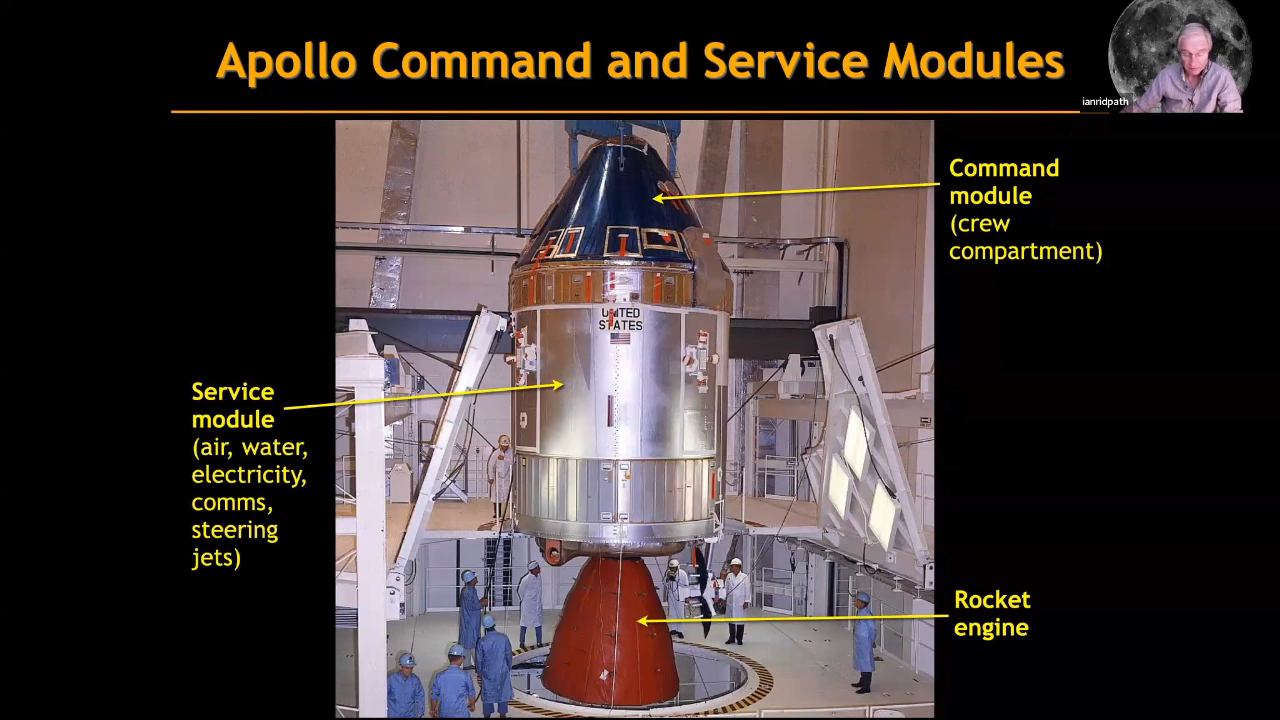 Apollo Command and Service Modules
ianridpath
Command
module
(crew
compartment)
UNITED
STATES
Service
module
(air, water,
electricity,
comms,
steering
jets)
Rocket
engine